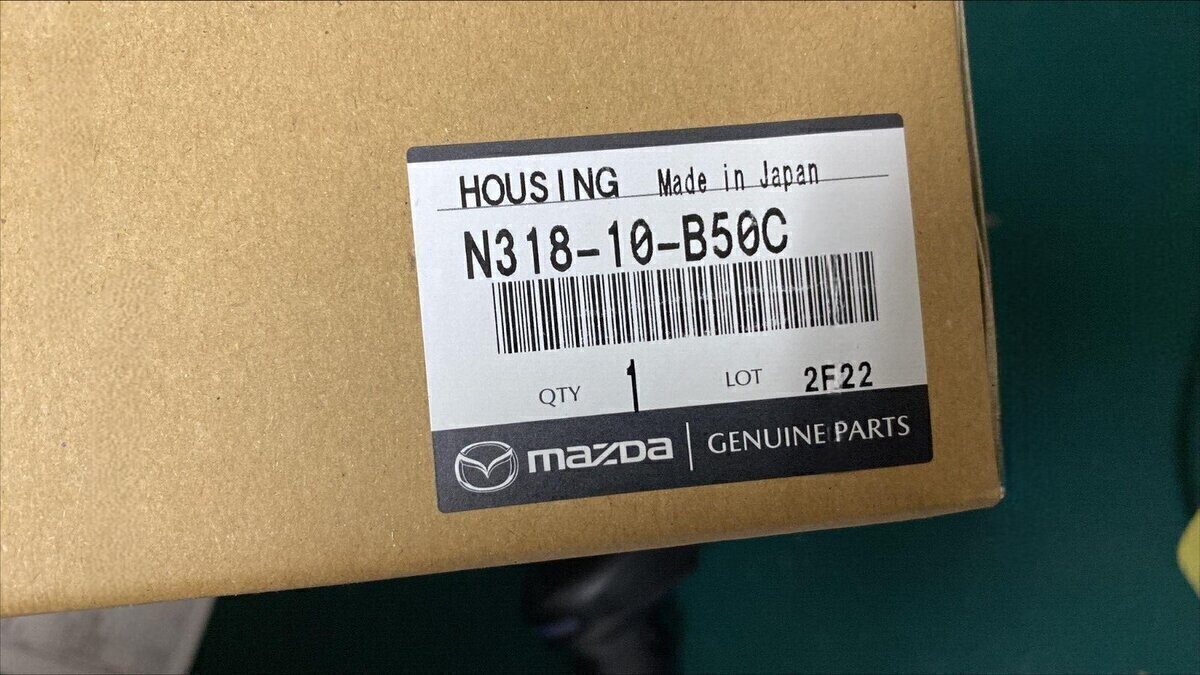 HOUSING Made in Japan
N318-10-B50C
QTY 1 LOT 2F22
mazda GENUINE PARTS